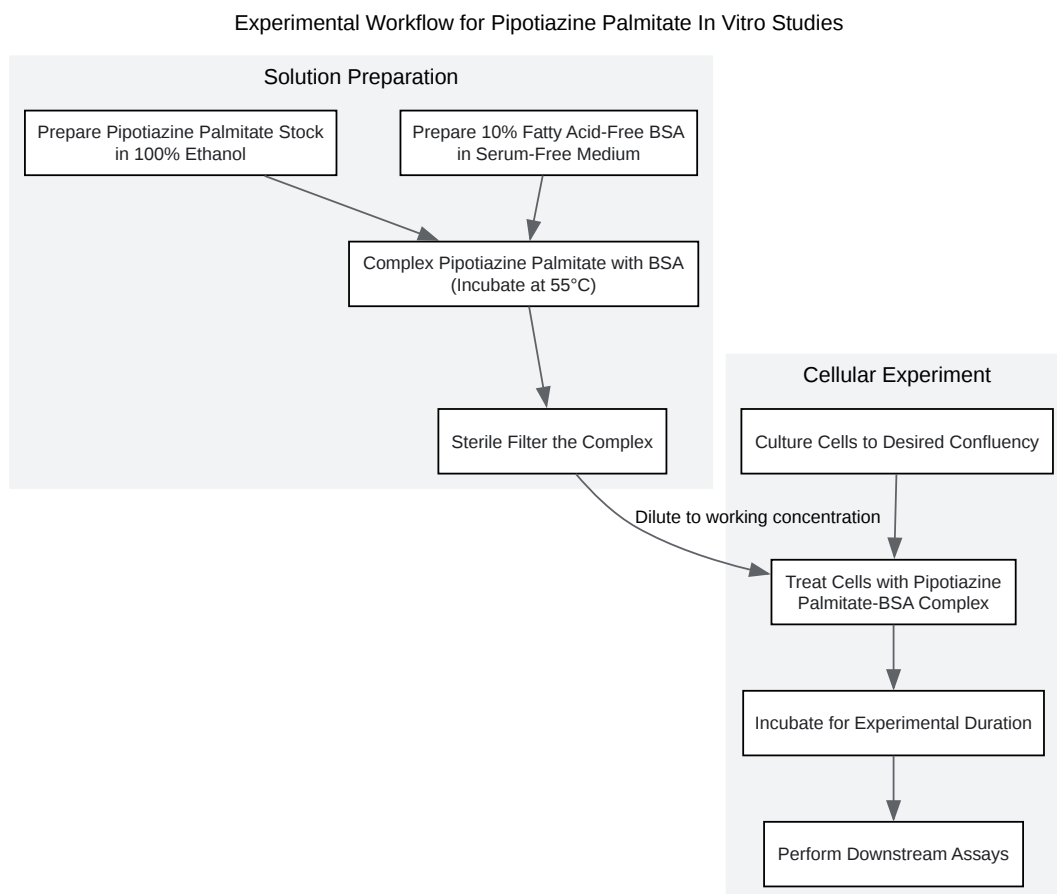 Experimental Workflow for Pipotiazine Palmitate In Vitro Studies
Solution Preparation
Prepare Pipotiazine Palmitate Stock
in 100% Ethanol
Prepare 10% Fatty Acid-Free BSA
in Serum-Free Medium
Complex Pipotiazine Palmitate with BSA
(Incubate at 55°C)
Sterile Filter the Complex
Cellular Experiment
Culture Cells to Desired Confluency
Dilute to working concentration
Treat Cells with Pipotiazine
Palmitate-BSA Complex
Incubate for Experimental Duration
Perform Downstream Assays